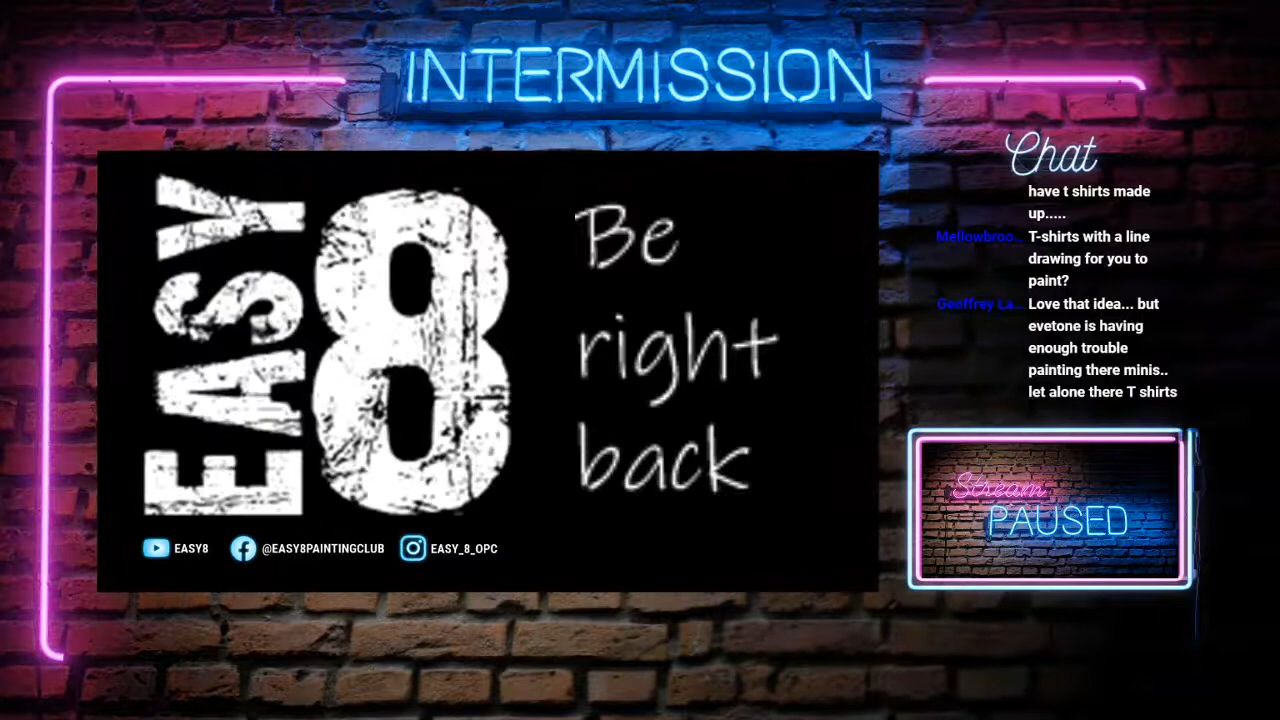 INTERMISSION
EASY
8
Be
right
back
EASY8
@EASY8PAINTINGCLUB
EASY_8_OPC
Chat
have t shirts made
up.....
Mellowbroo... T-shirts with a line
drawing for you to
paint?
Geoffrey La... Love that idea... but
evetone is having
enough trouble
painting there minis..
let alone there T shirts
Stream
PAUSED